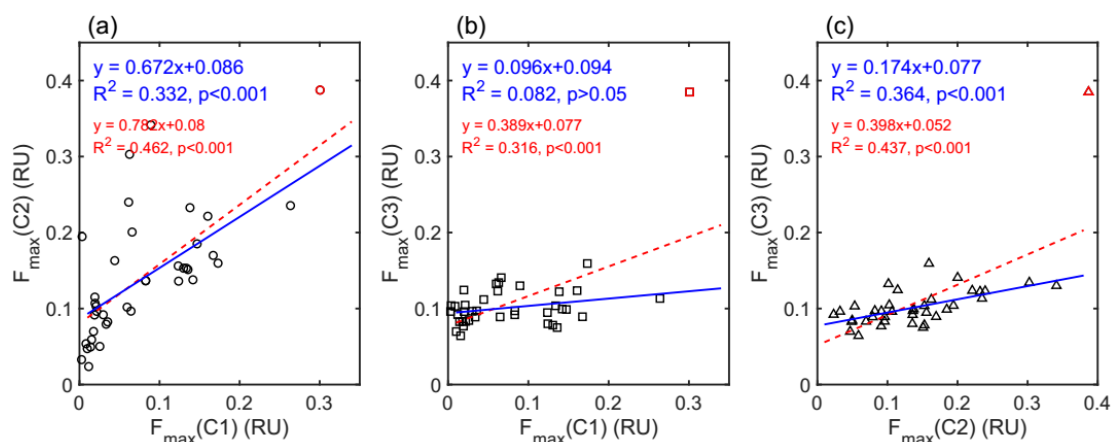 (a)
y = 0.672x+0.086
R² = 0.332, p<0.001
y = 0.782x+0.08
R² = 0.462, p<0.001
0.4
0.3
0.2
0.1
0
0
0.1
0.2
0.3
F_max(C2) (RU)
F_max(C1) (RU)
(b)
y = 0.096x+0.094
R² = 0.082, p>0.05
y = 0.389x+0.077
R² = 0.316, p<0.001
0.4
0.3
0.2
0.1
0
0
0.1
0.2
0.3
F_max(C3) (RU)
F_max(C1) (RU)
(c)
y = 0.174x+0.077
R² = 0.364, p<0.001
y = 0.398x+0.052
R² = 0.437, p<0.001
0.4
0.3
0.2
0.1
0
0
0.1
0.2
0.3
0.4
F_max(C3) (RU)
F_max(C2) (RU)